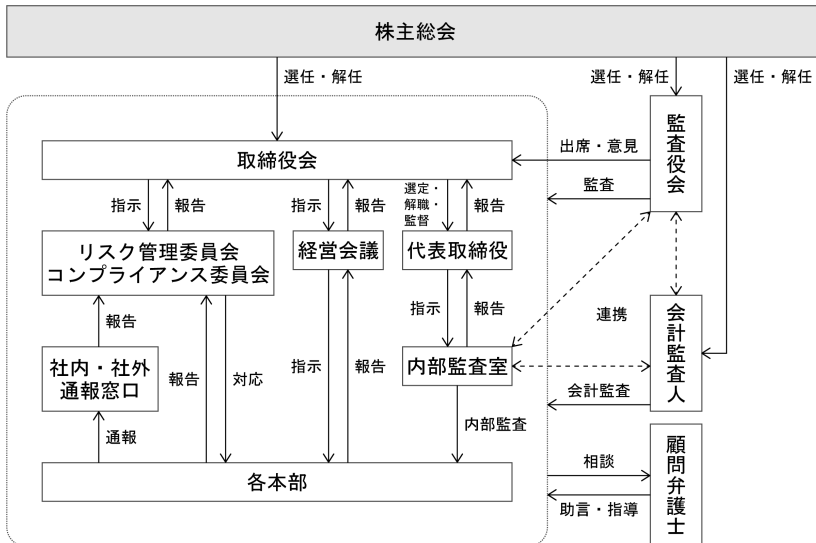 株主総会
選任・解任
選任・解任
選任・解任
監査役会
出席・意見
取締役会
監査
指示
報告
指示
報告
選定・
解職・
監督
報告
リスク管理委員会
コンプライアンス委員会
経営会議
代表取締役
報告
指示
報告
連携
会計監査人
社内・社外
通報窓口
報告
対応
指示
報告
内部監査室
会計監査
通報
内部監査
顧問弁護士
相談
各本部
助言・指導